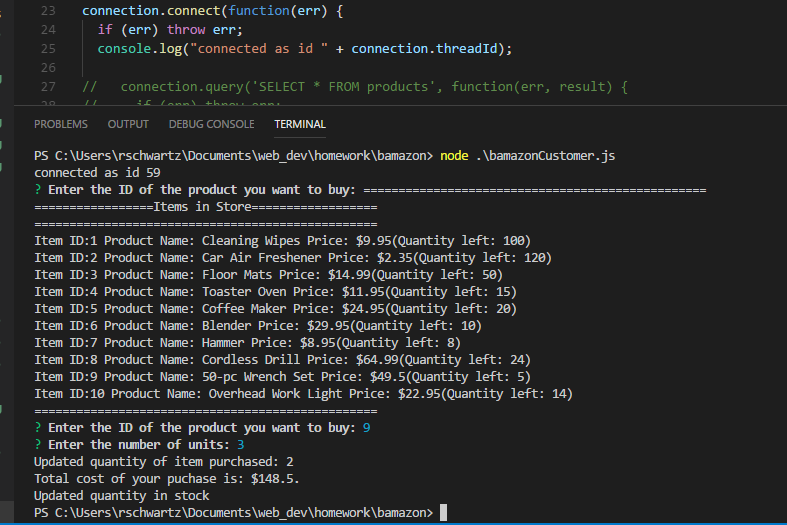 23 connection.connect(function(err) {
24 if (err) throw err;
25 console.log("connected as id " + connection.threadId);
26
27 // connection.query('SELECT * FROM products', function(err, result) {
28 // if (err) throw err;
PROBLEMS OUTPUT DEBUG CONSOLE TERMINAL
PS C:\Users\rschwartz\Documents\web_dev\homework\bamazon> node .\bamazonCustomer.js
connected as id 59
? Enter the ID of the product you want to buy: =================================================
=================Items in Store==================
=================================================
Item ID:1 Product Name: Cleaning Wipes Price: $9.95(Quantity left: 100)
Item ID:2 Product Name: Car Air Freshener Price: $2.35(Quantity left: 120)
Item ID:3 Product Name: Floor Mats Price: $14.99(Quantity left: 50)
Item ID:4 Product Name: Toaster Oven Price: $11.95(Quantity left: 15)
Item ID:5 Product Name: Coffee Maker Price: $24.95(Quantity left: 20)
Item ID:6 Product Name: Blender Price: $29.95(Quantity left: 10)
Item ID:7 Product Name: Hammer Price: $8.95(Quantity left: 8)
Item ID:8 Product Name: Cordless Drill Price: $64.99(Quantity left: 24)
Item ID:9 Product Name: 50-pc Wrench Set Price: $49.5(Quantity left: 5)
Item ID:10 Product Name: Overhead Work Light Price: $22.95(Quantity left: 14)
=================================================
? Enter the ID of the product you want to buy: 9
? Enter the number of units: 3
Updated quantity of item purchased: 2
Total cost of your puchase is: $148.5.
Updated quantity in stock
PS C:\Users\rschwartz\Documents\web_dev\homework\bamazon>